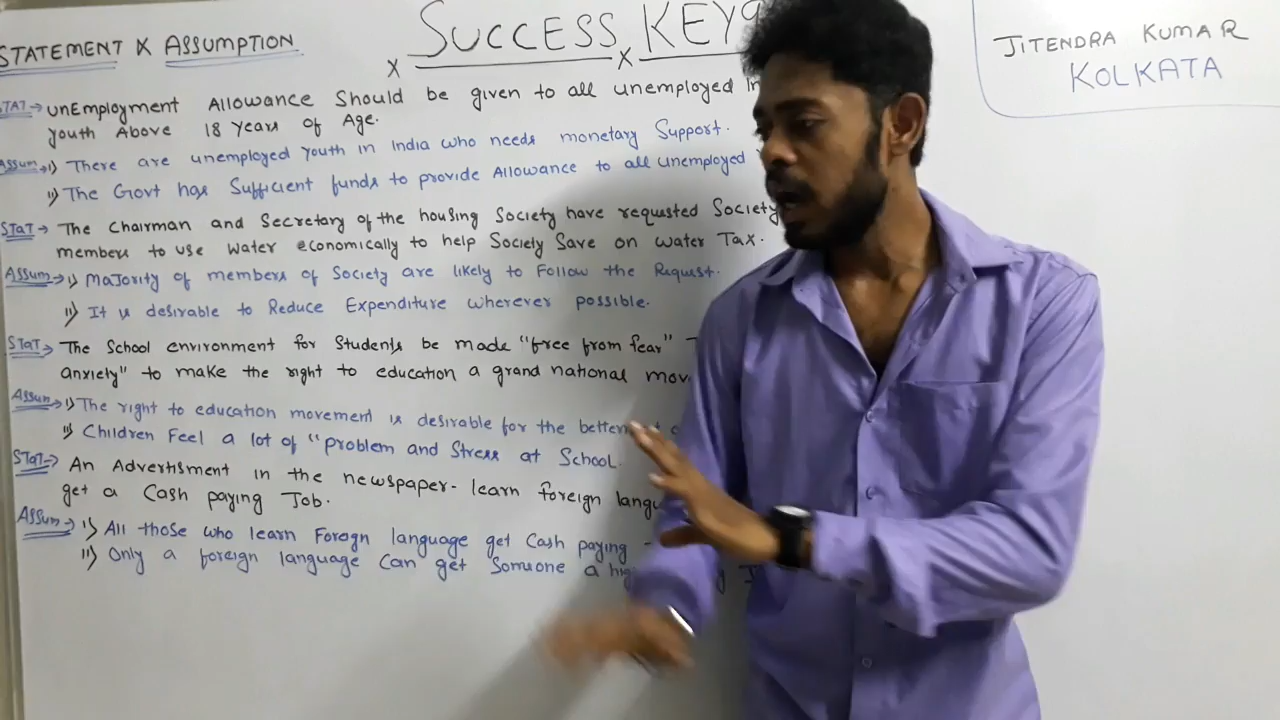 STATEMENT X ASSUMPTION
X SUCCESS X KEY
JITENDRA KUMAR
KOLKATA
STAT → unEmployment Allowance Should be given to all unemployed In
youth Above 18 years of Age.
Assum → i) There are unemployed youth in India who needs monetary Support.
ii) The Govt has Sufficient funds to provide Allowance to all unemployed
Stat → The Chairman and Secretary of the housing Society have requsted Society
members to use water economically to help Society Save on water Tax.
Assum → i) Majority of members of Society are likely to Follow the Request.
ii) It is desirable to Reduce Expenditure wherever possible.
STAT → The School environment for Students be made "free from fear"
anxiety" to make the right to education a grand national
Assum → i) The right to education movement is desirable for the
ii) Children Feel a lot of "problem and Stress at School.
Stat → An Advertisment in the newspaper- learn foreign
get a Cash paying Job.
Assum → i) All those who learn Forogn language get Cash paying
ii) Only a foreign language Can get Somuone a